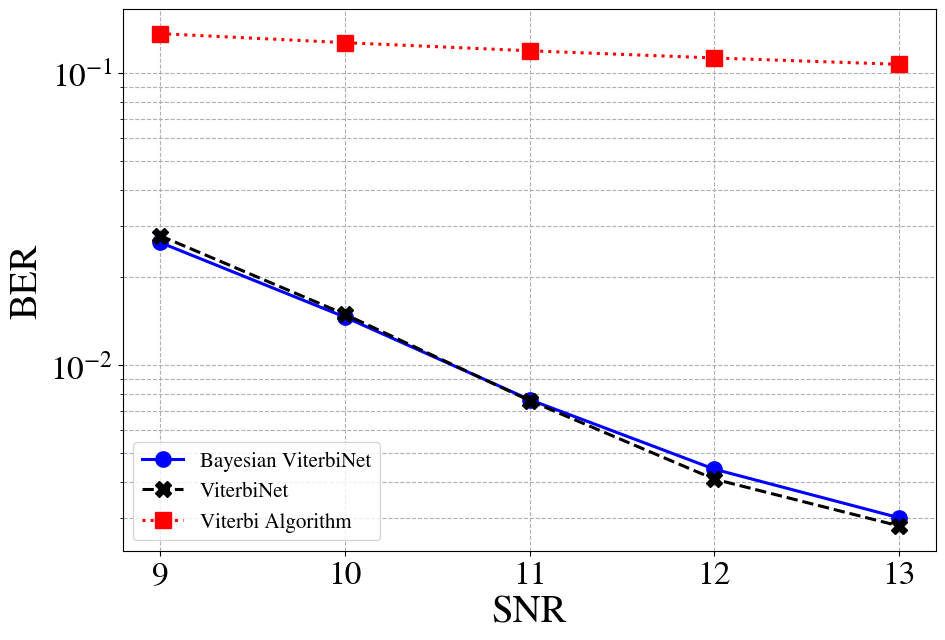 BER
10⁻¹
10⁻²
Bayesian ViterbiNet
ViterbiNet
Viterbi Algorithm
9 10 11 12 13
SNR